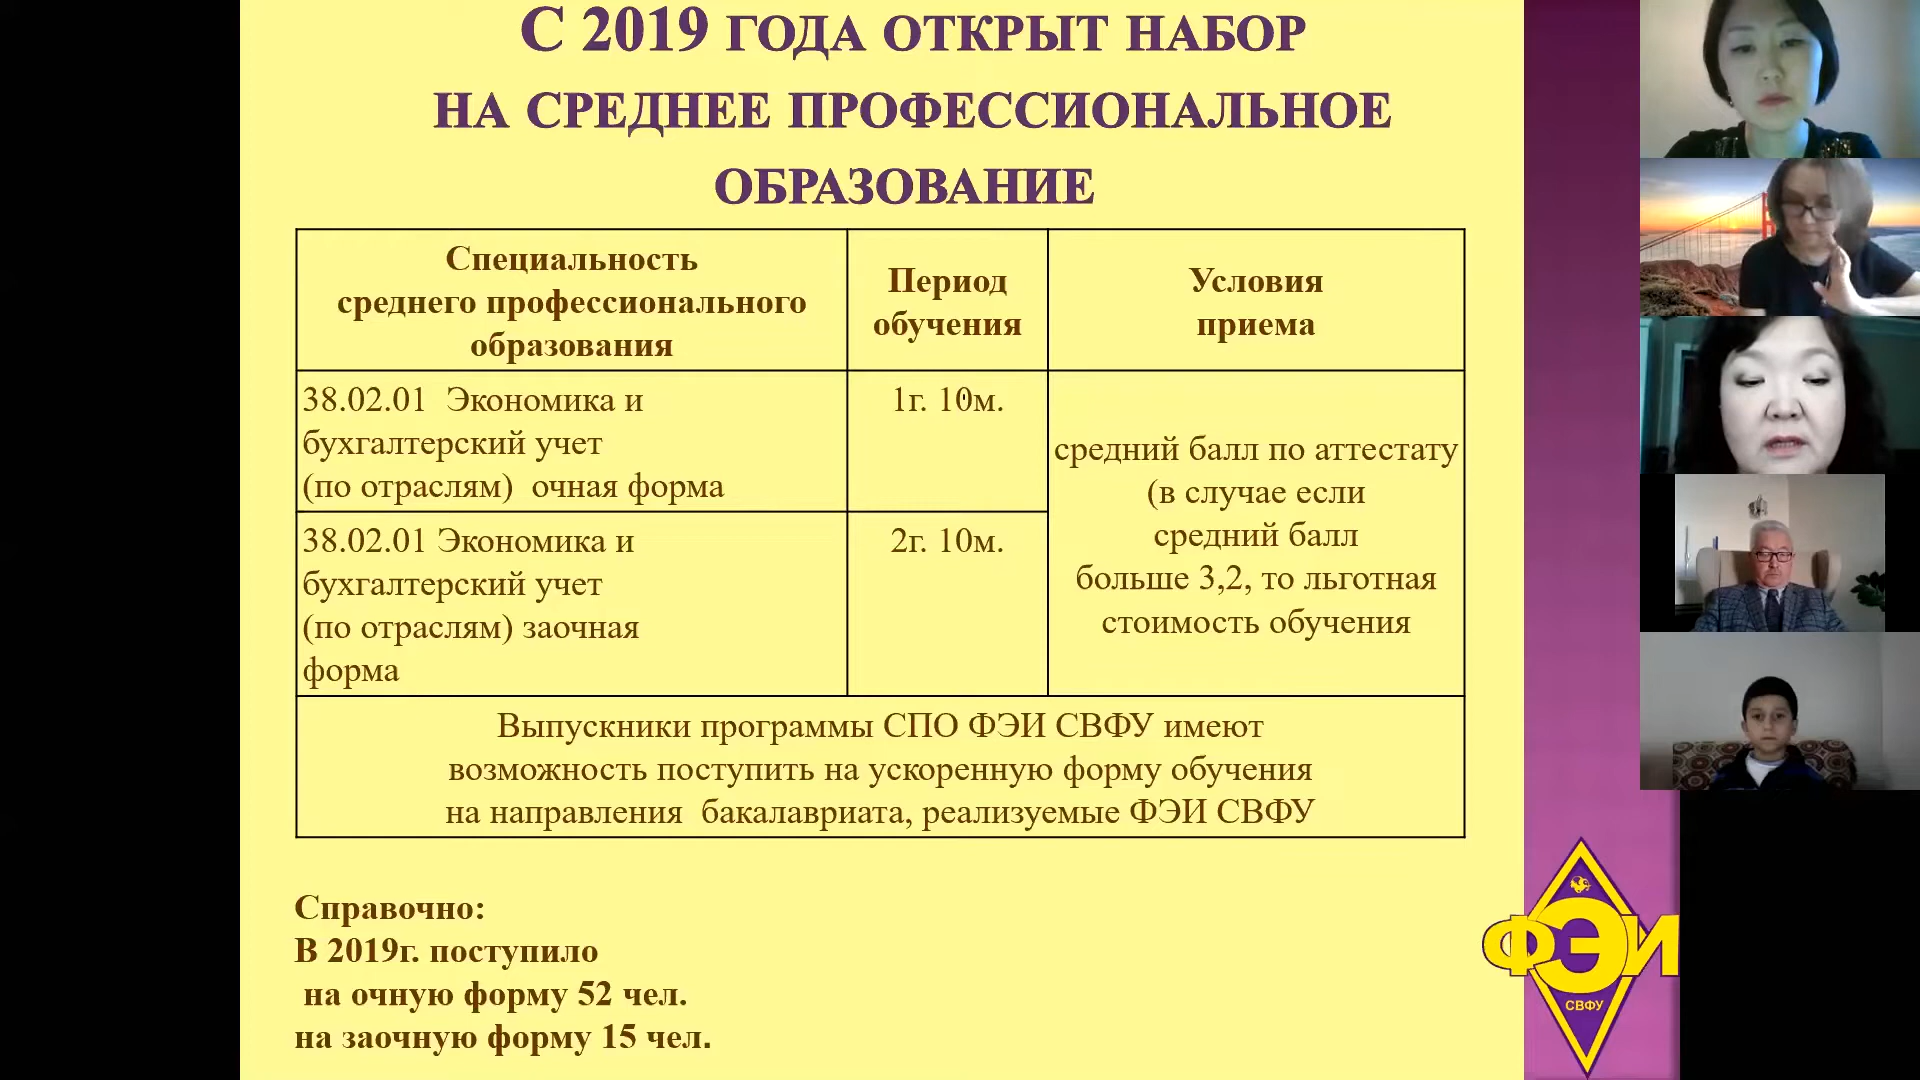 С 2019 ГОДА ОТКРЫТ НАБОР
НА СРЕДНЕЕ ПРОФЕССИОНАЛЬНОЕ
ОБРАЗОВАНИЕ
Специальность
среднего профессионального
образования
Период
обучения
Условия
приема
38.02.01 Экономика и
бухгалтерский учет
(по отраслям) очная форма
1г. 10м.
средний балл по аттестату
(в случае если
средний балл
больше 3,2, то льготная
стоимость обучения
38.02.01 Экономика и
бухгалтерский учет
(по отраслям) заочная
форма
2г. 10м.
Выпускники программы СПО ФЭИ СВФУ имеют
возможность поступить на ускоренную форму обучения
на направления бакалавриата, реализуемые ФЭИ СВФУ
Справочно:
В 2019г. поступило
на очную форму 52 чел.
на заочную форму 15 чел.
ФЭИ
СВФУ